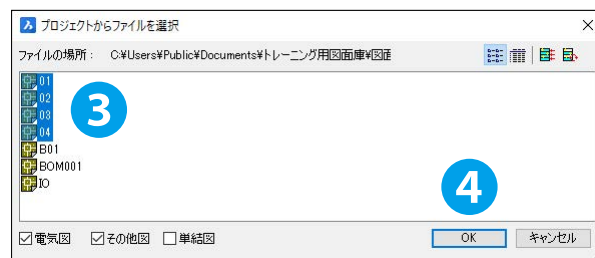 プロジェクトからファイルを選択
ファイルの場所： C:¥Users¥Public¥Documents¥トレーニング用図面庫¥図面
01
02
03
04
3
B01
BOM001
IO
4
電気図 その他図 単結図 OK キャンセル